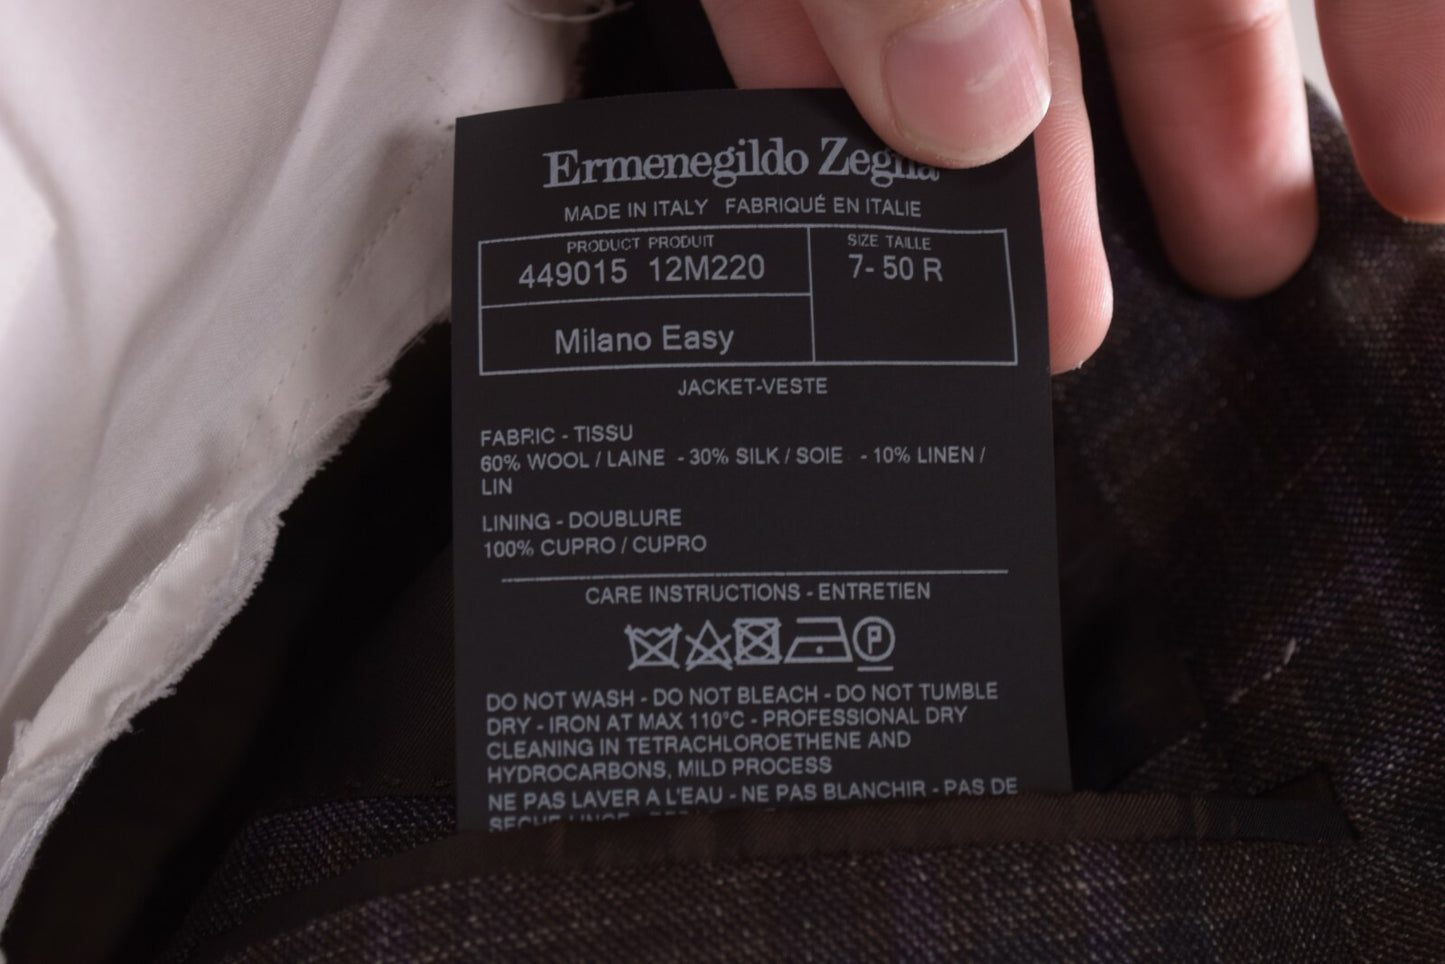 Ermenegildo Zegna
MADE IN ITALY FABRIQUÉ EN ITALIE
PRODUCT PRODUIT
449015 12M220
SIZE TAILLE
7- 50 R
Milano Easy
JACKET-VESTE
FABRIC - TISSU
60% WOOL / LAINE - 30% SILK / SOIE - 10% LINEN /
LIN
LINING - DOUBLURE
100% CUPRO / CUPRO
CARE INSTRUCTIONS - ENTRETIEN
P
DO NOT WASH - DO NOT BLEACH - DO NOT TUMBLE
DRY - IRON AT MAX 110°C - PROFESSIONAL DRY
CLEANING IN TETRACHLOROETHENE AND
HYDROCARBONS, MILD PROCESS
NE PAS LAVER A L'EAU - NE PAS BLANCHIR - PAS DE